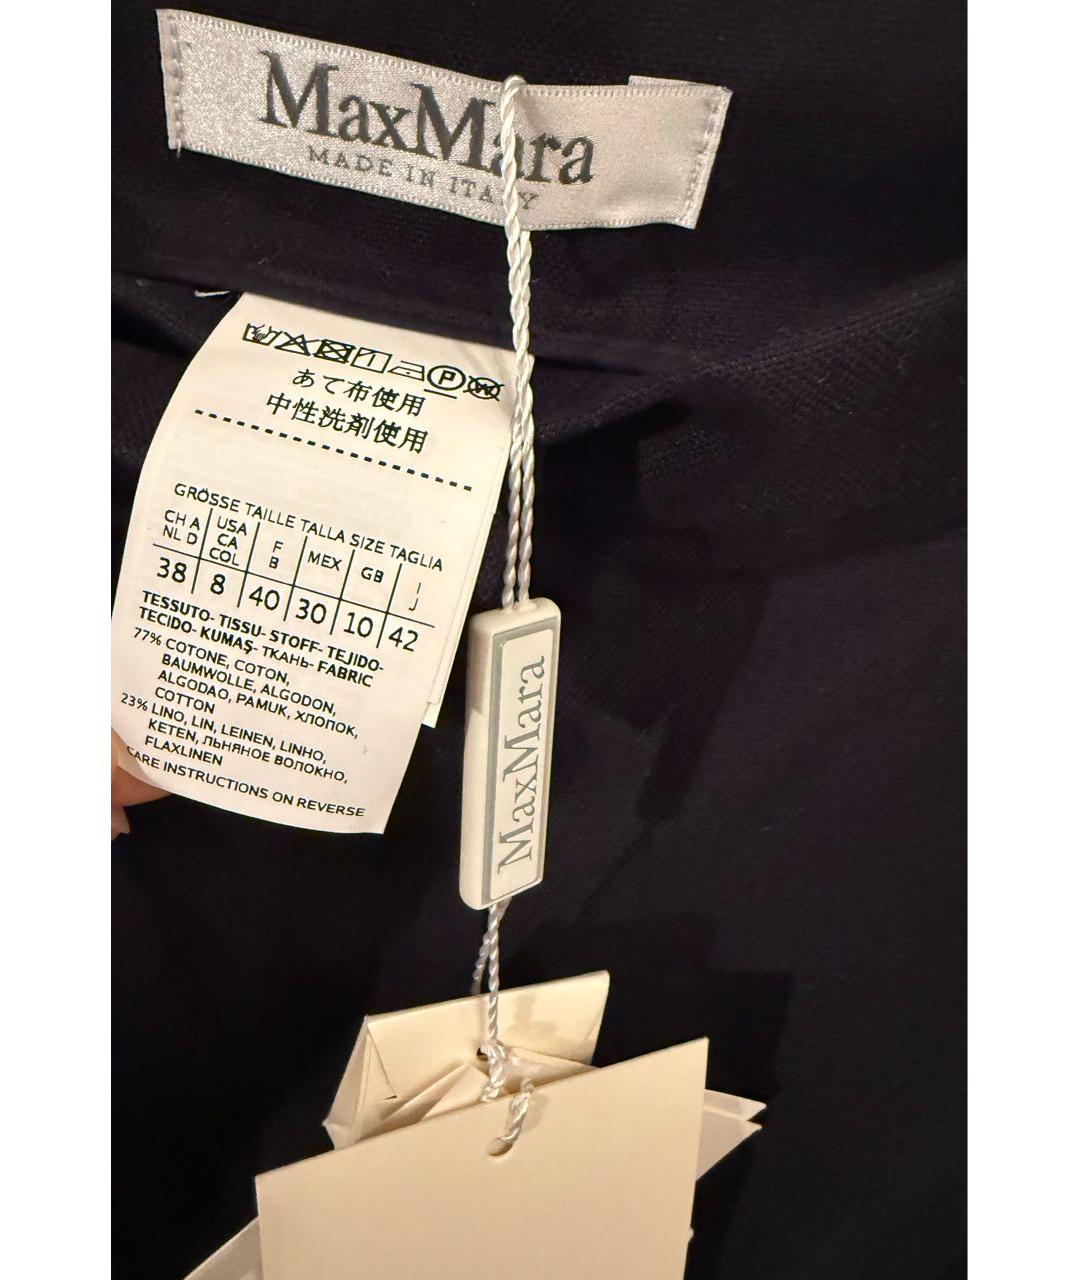 MaxMara
MADE IN ITALY
P
W
あて布使用
中性洗剤使用
GRÖSSE TAILLE TALLA SIZE TAGLIA
CH A
NL D
USA
CA
COL
F
B
MEX
GB
I
J
38 8 40 30 10 42
TESSUTO- TISSU- STOFF- TEJIDO-
TECIDO- KUMAŞ- ТКАНЬ- FABRIC
77% COTONE, COTON,
BAUMWOLLE, ALGODON,
ALGODAO, PAMUK, ХЛОПОК,
COTTON
23% LINO, LIN, LEINEN, LINHO,
KETEN, ЛЬНЯНОЕ ВОЛОКНО,
FLAXLINEN
CARE INSTRUCTIONS ON REVERSE
MaxMara